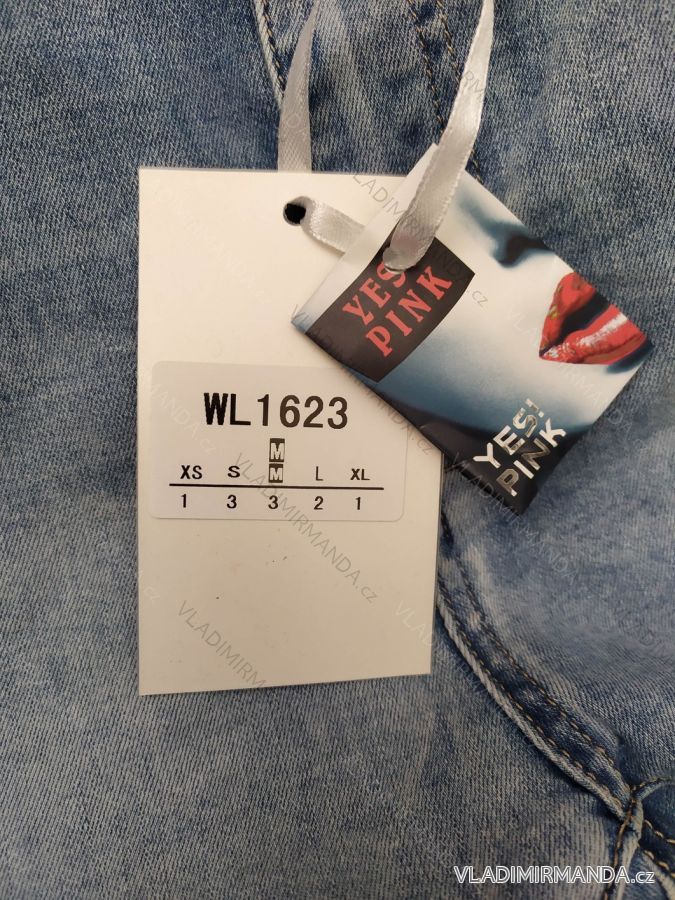 YES!
PINK
YES!
PINK
WL1623
M
XS S M L XL
1 3 3 2 1
VLADIMIRMANDA.cz